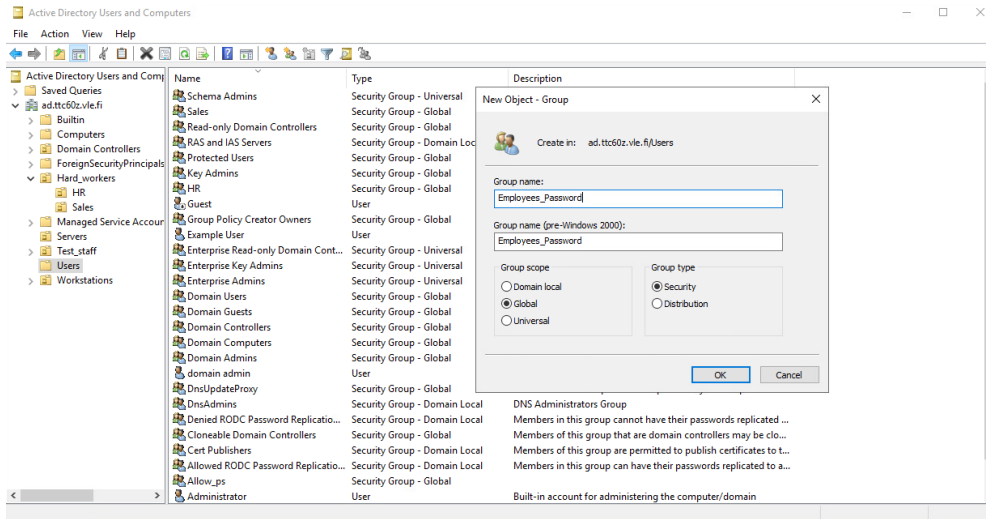 Active Directory Users and Computers
File Action View Help
Active Directory Users and Comp
Saved Queries
ad.ttc60z.vle.fi
Builtin
Computers
Domain Controllers
ForeignSecurityPrincipals
Hard_workers
HR
Sales
Managed Service Accour
Servers
Test_staff
Users
Workstations
Name Type Description
Schema Admins Security Group - Universal
Sales Security Group - Global
Read-only Domain Controllers Security Group - Global
RAS and IAS Servers Security Group - Domain Loc
Protected Users Security Group - Global
Key Admins Security Group - Global
HR Security Group - Global
Guest User
Group Policy Creator Owners Security Group - Global
Example User User
Enterprise Read-only Domain Cont... Security Group - Universal
Enterprise Key Admins Security Group - Universal
Enterprise Admins Security Group - Universal
Domain Users Security Group - Global
Domain Guests Security Group - Global
Domain Controllers Security Group - Global
Domain Computers Security Group - Global
Domain Admins Security Group - Global
domain admin User
DnsUpdateProxy Security Group - Global
DnsAdmins Security Group - Domain Local DNS Administrators Group
Denied RODC Password Replicatio... Security Group - Domain Local Members in this group cannot have their passwords replicated ...
Cloneable Domain Controllers Security Group - Global Members of this group that are domain controllers may be clo...
Cert Publishers Security Group - Domain Local Members of this group are permitted to publish certificates to t...
Allowed RODC Password Replicatio... Security Group - Domain Local Members in this group can have their passwords replicated to a...
Allow_ps Security Group - Global
Administrator User Built-in account for administering the computer/domain
New Object - Group
Create in: ad.ttc60z.vle.fi/Users
Group name:
Employees_Password
Group name (pre-Windows 2000):
Employees_Password
Group scope Group type
Domain local Security
Global Distribution
Universal
OK Cancel